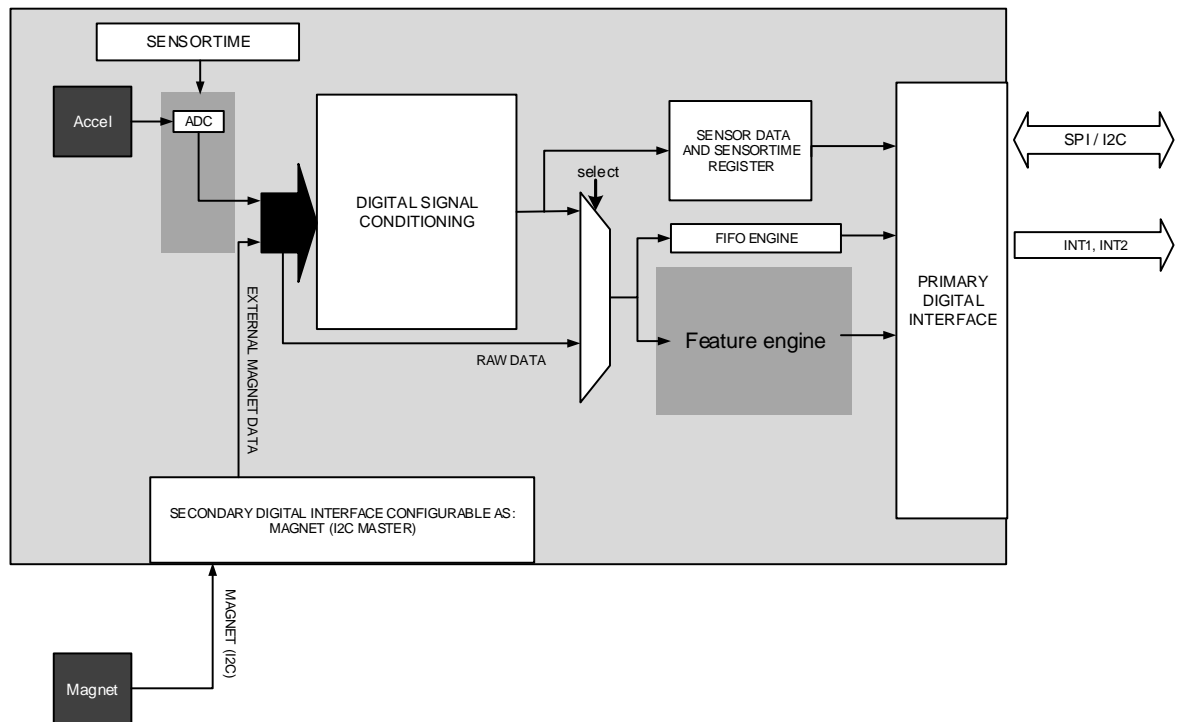 SENSORTIME
Accel
ADC
DIGITAL SIGNAL
CONDITIONING
SENSOR DATA
AND SENSORTIME
REGISTER
select
FIFO ENGINE
Feature engine
RAW DATA
PRIMARY
DIGITAL
INTERFACE
SPI / I2C
INT1, INT2
EXTERNAL MAGNET DATA
SECONDARY DIGITAL INTERFACE CONFIGURABLE AS:
MAGNET (I2C MASTER)
MAGNET (I2C)
Magnet